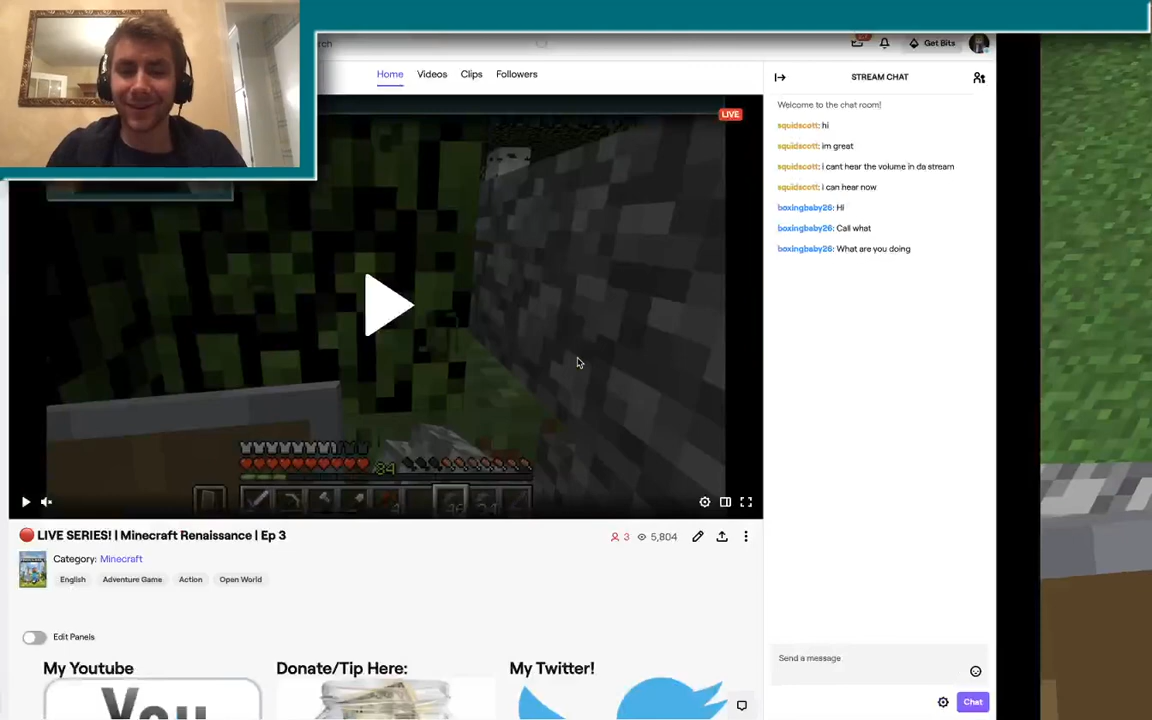 rch
Get Bits
Home Videos Clips Followers
STREAM CHAT
LIVE
Welcome to the chat room!
squidscott: hi
squidscott: im great
squidscott: i cant hear the volume in da stream
squidscott: i can hear now
boxingbaby26: Hi
boxingbaby26: Call what
boxingbaby26: What are you doing
84
LIVE SERIES! | Minecraft Renaissance | Ep 3
3 5,804
Category: Minecraft
English Adventure Game Action Open World
Edit Panels
Send a message
My Youtube Donate/Tip Here: My Twitter!
You
Chat